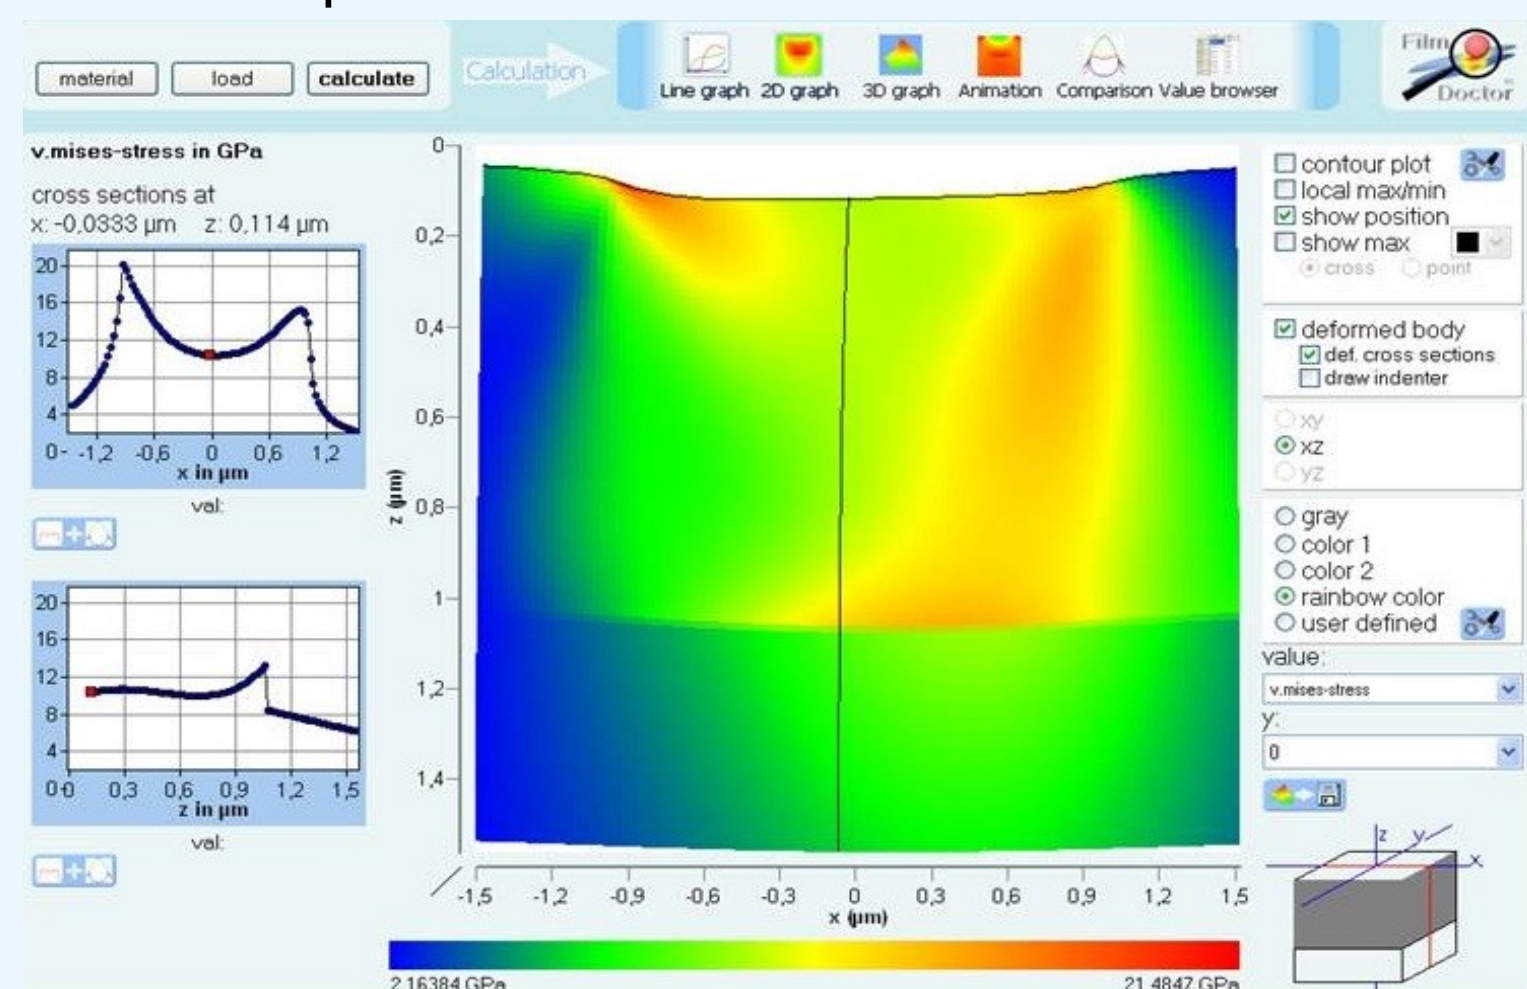 material
load
calculate
Calculation
Line graph
2D graph
3D graph
Animation
Comparison
Value browser
Film
Doctor
v.mises-stress in GPa
cross sections at
x: -0,0333 µm z: 0,114 µm
20
16
12
8
4
0- -1,2 -0,6 0 0,6 1,2
x in µm
val:
20
16
12
8
4
0 0 0,3 0,6 0,9 1,2 1,5
z in µm
val:
0
0,2
0,4
0,6
0,8
1
1,2
1,4
z (µm)
-1,5 -1,2 -0,9 -0,6 -0,3 0 0,3 0,6 0,9 1,2 1,5
x (µm)
2.16384 GPa 21.4847 GPa
contour plot
local max/min
show position
show max
cross point
deformed body
def. cross sections
draw indenter
xy
xz
yz
gray
color 1
color 2
rainbow color
user defined
value:
v.mises-stress
y:
0
z
y
x